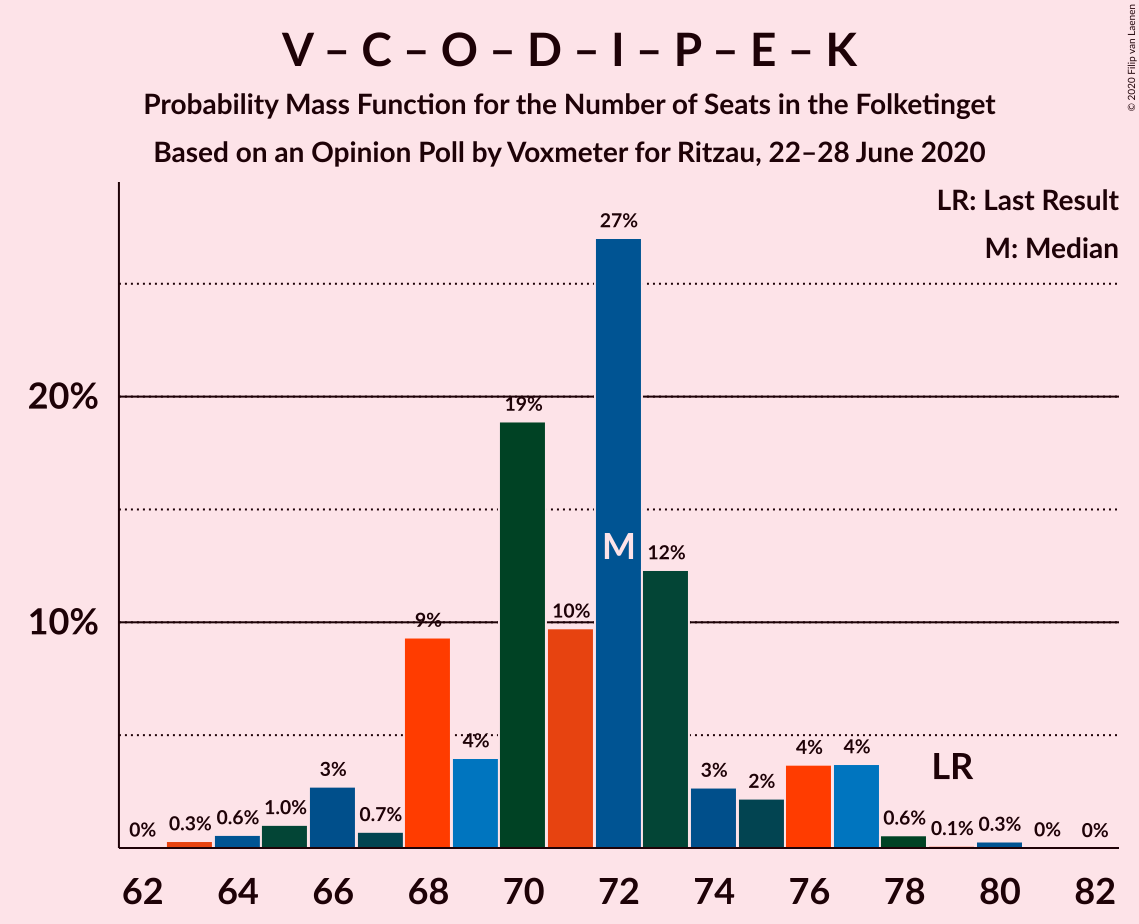 V – C – O – D – I – P – E – K
Probability Mass Function for the Number of Seats in the Folketinget
Based on an Opinion Poll by Voxmeter for Ritzau, 22–28 June 2020
© 2020 Filip van Laenen
LR: Last Result
M: Median
20%
10%
0%
0.3%
0.6%
1.0%
3%
0.7%
9%
4%
19%
10%
27%
12%
3%
2%
4%
4%
0.6%
0.1%
0.3%
0%
0%
M
LR
62 64 66 68 70 72 74 76 78 80 82